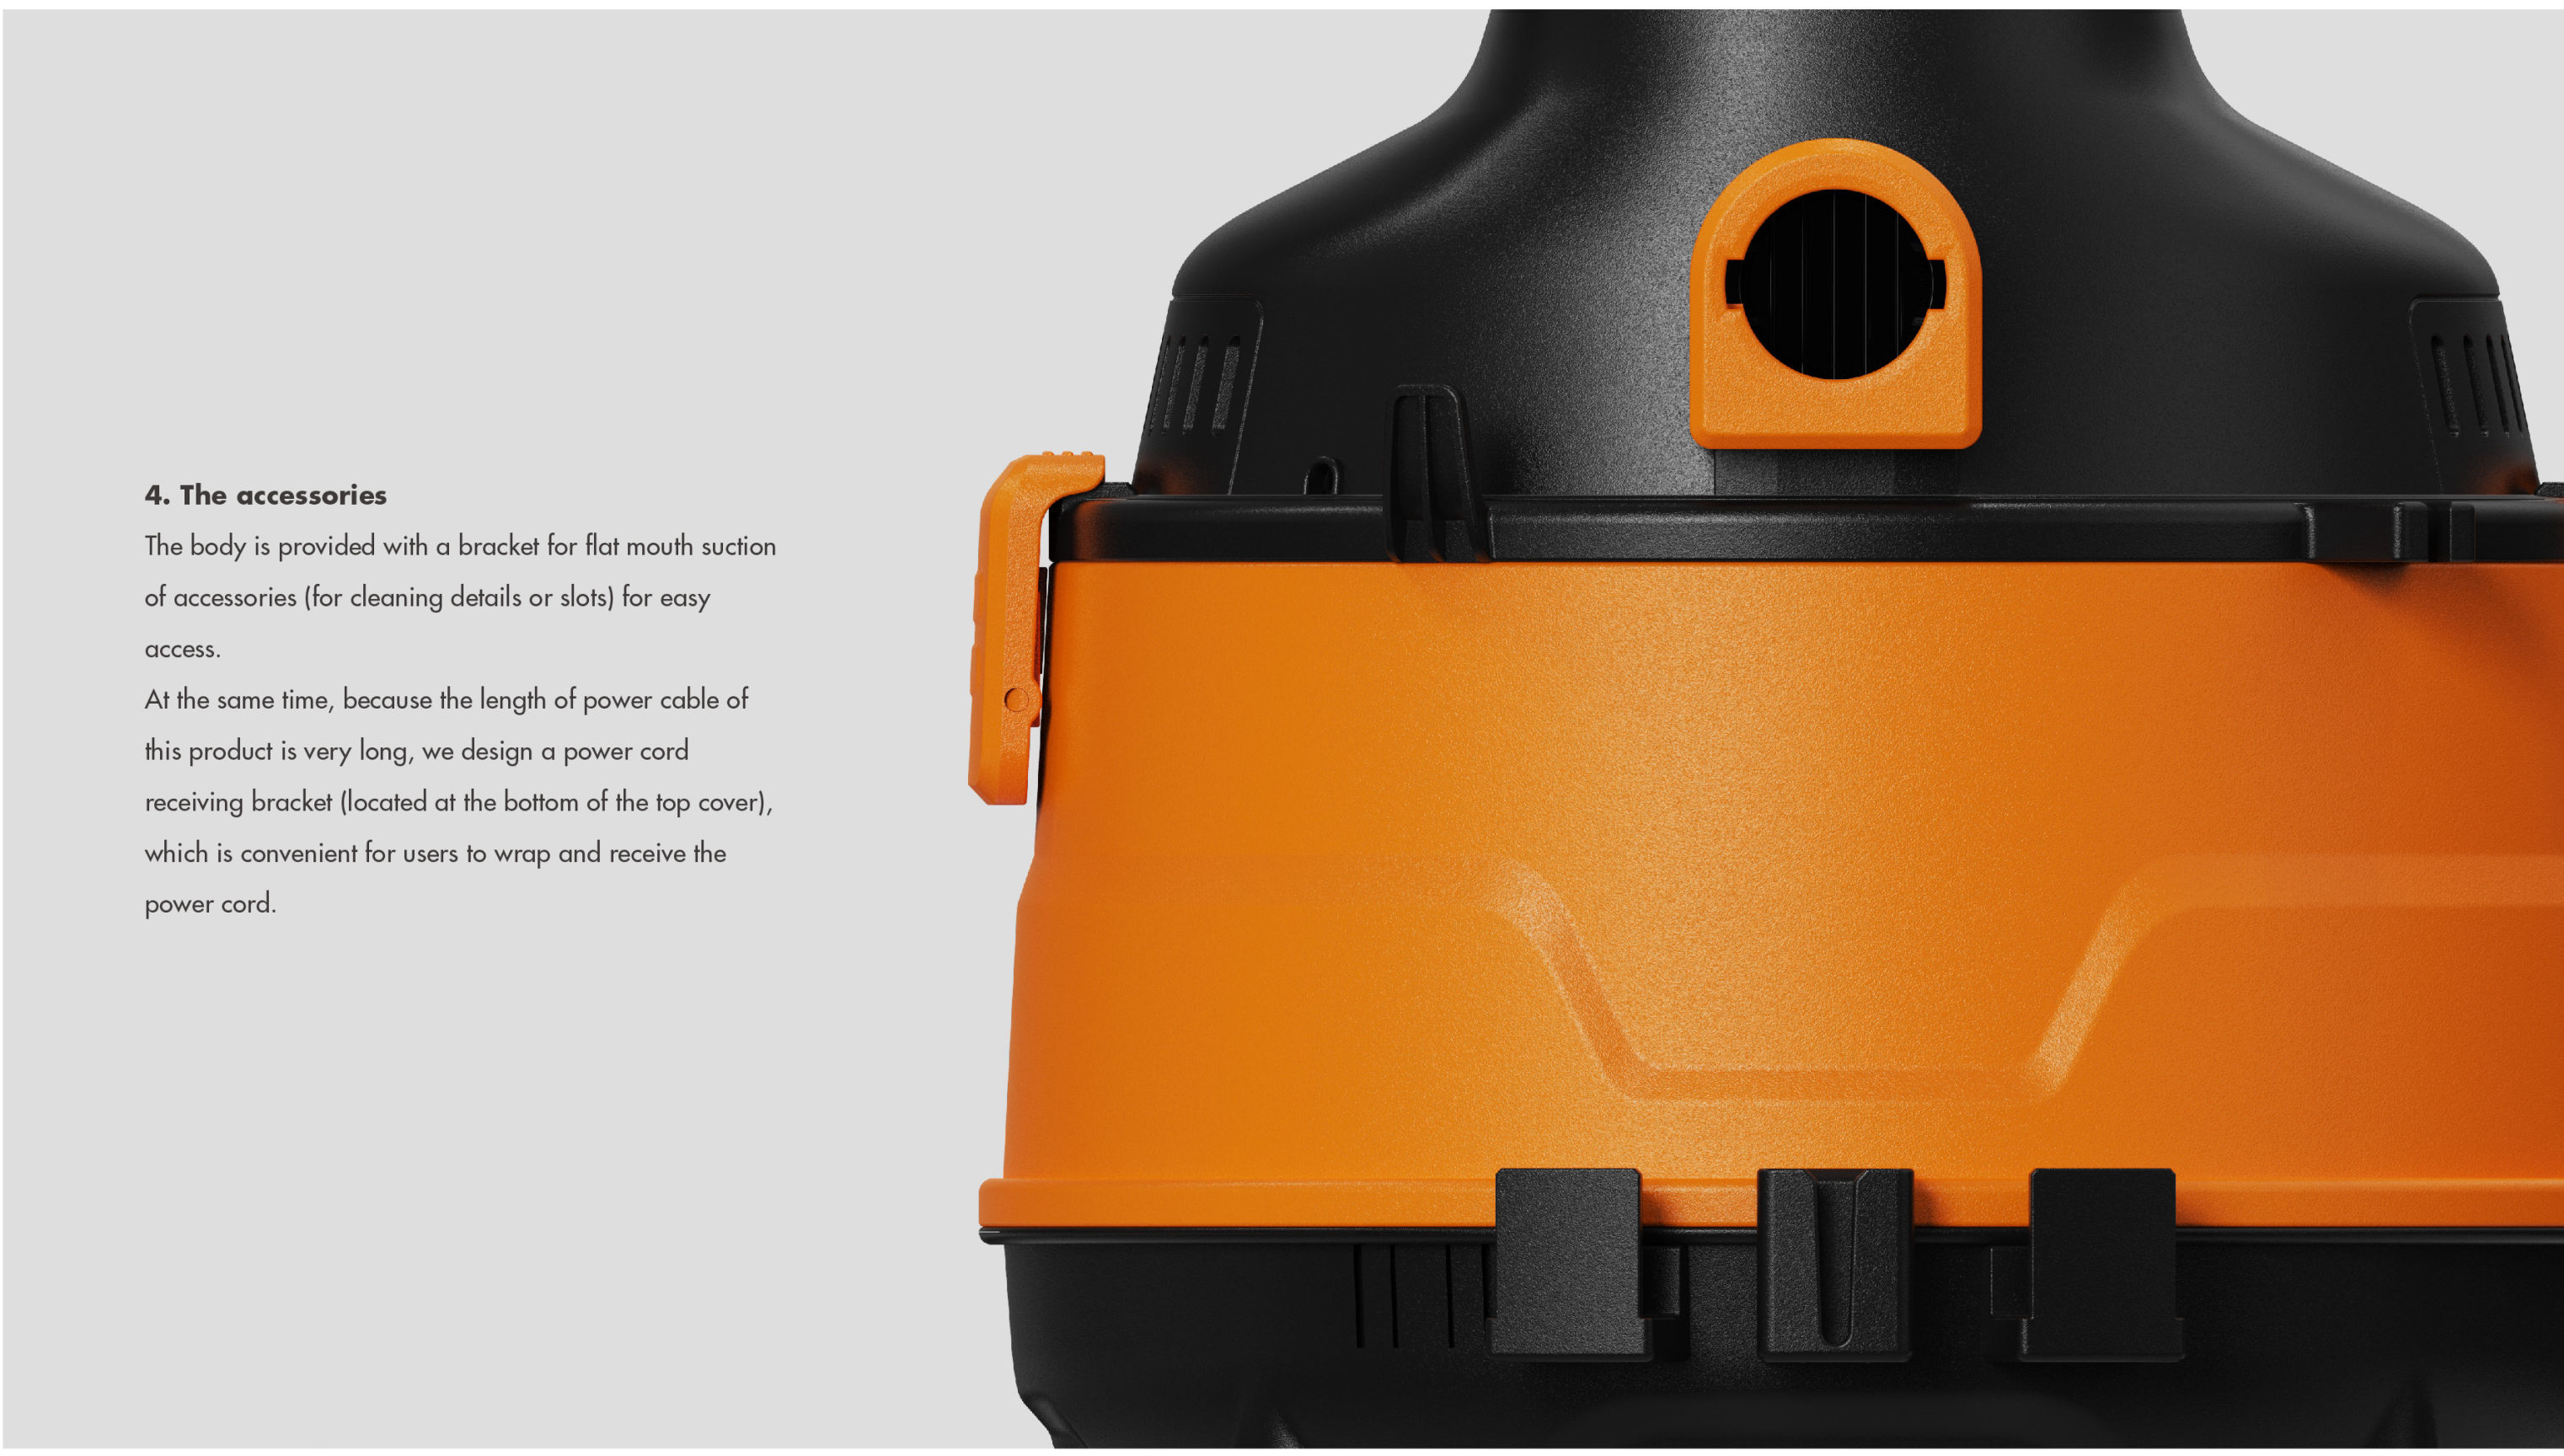 4. The accessories
The body is provided with a bracket for flat mouth suction
of accessories (for cleaning details or slots) for easy
access.
At the same time, because the length of power cable of
this product is very long, we design a power cord
receiving bracket (located at the bottom of the top cover),
which is convenient for users to wrap and receive the
power cord.